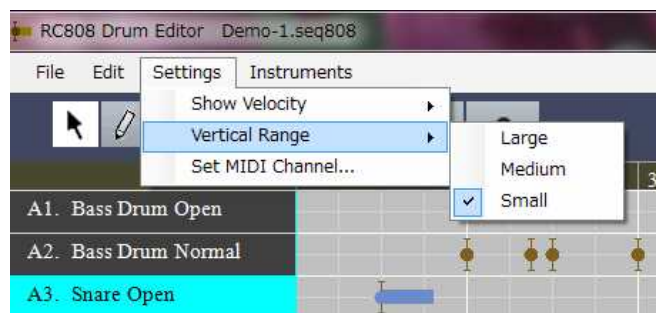 RC808 Drum Editor Demo-1.seq808
File Edit Settings Instruments
Show Velocity
Vertical Range
Set MIDI Channel...
Large
Medium
Small
3
A1. Bass Drum Open
A2. Bass Drum Normal
A3. Snare Open